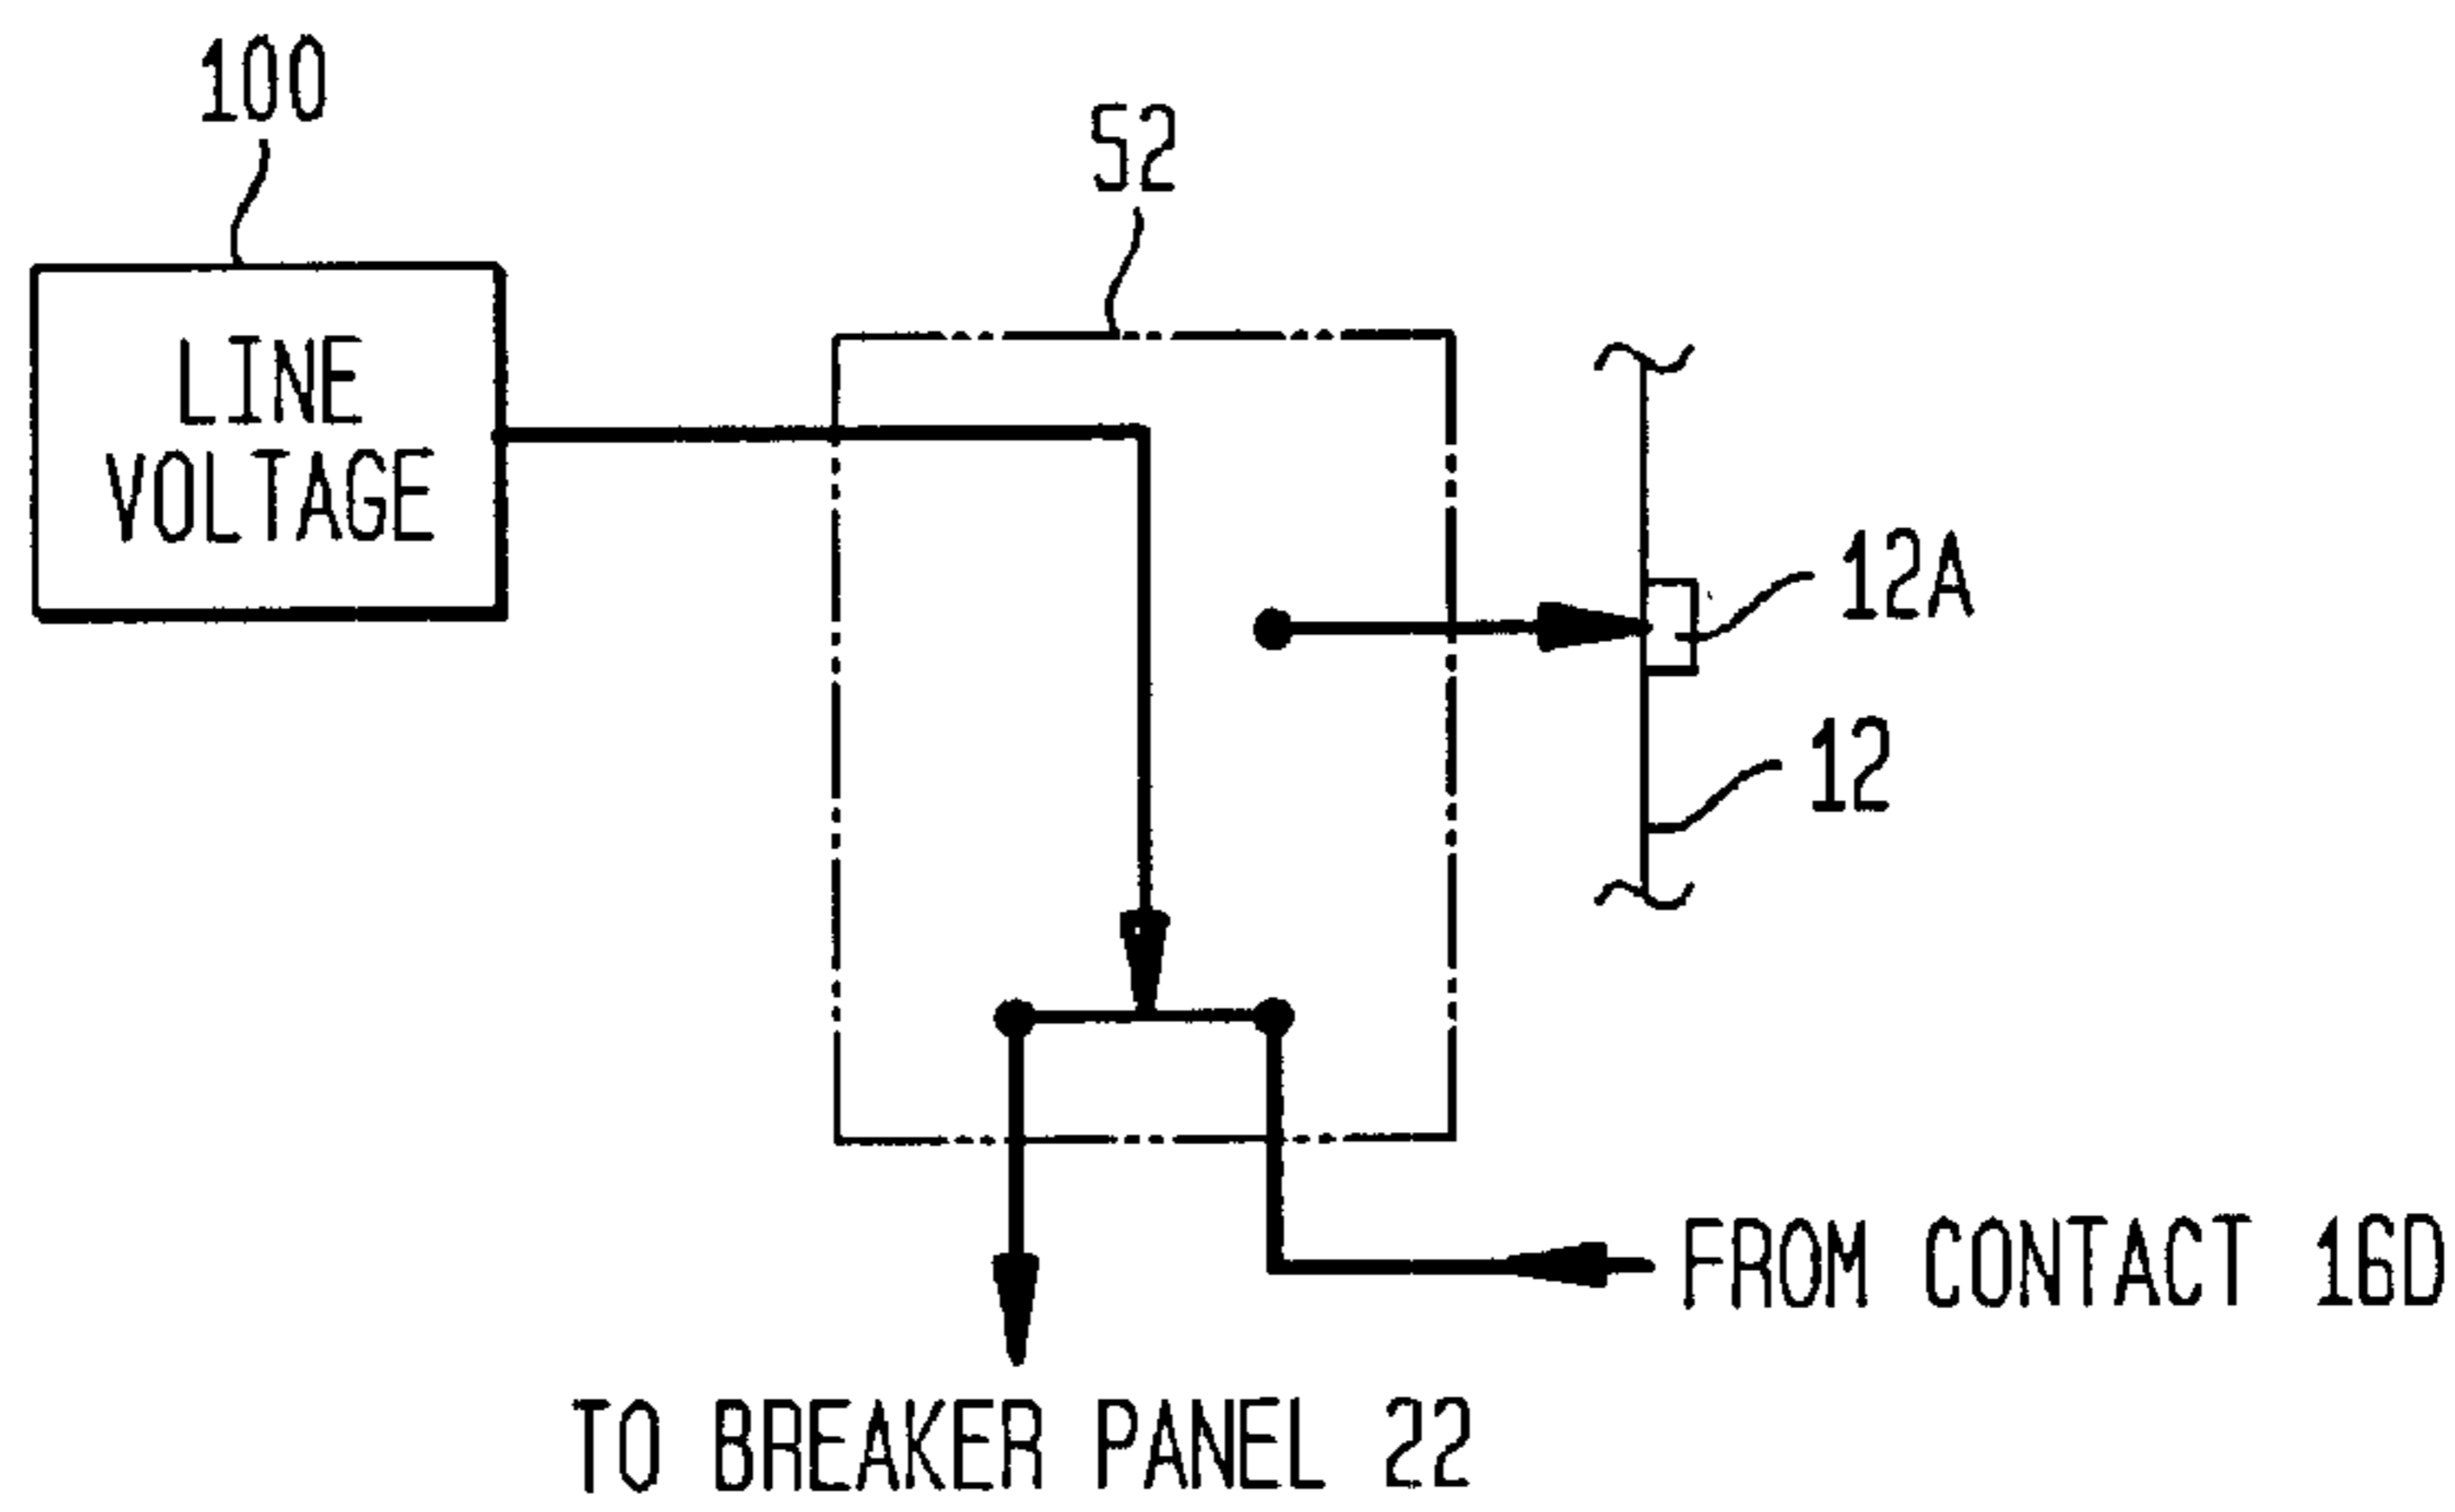 100
52
LINE
VOLTAGE
12A
12
FROM CONTACT 16D
TO BREAKER PANEL 22